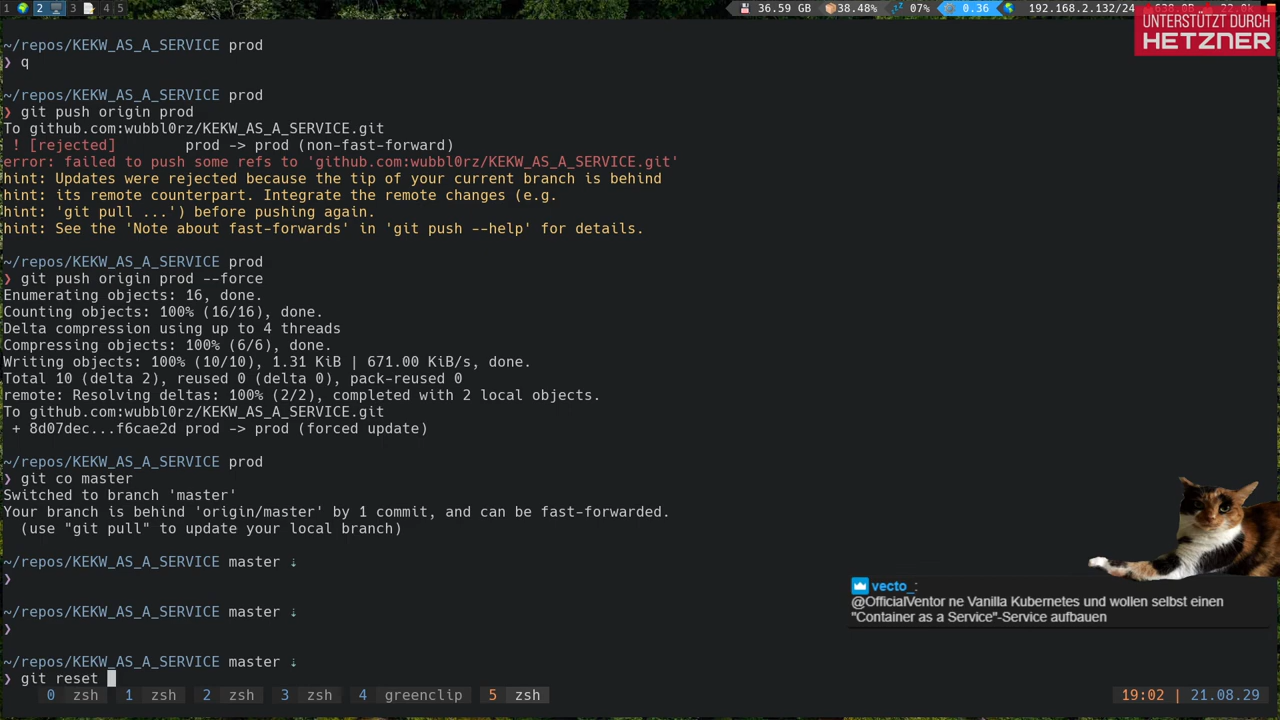 1 2 3 4 5 36.59 GB 38.48% 07% 0.36 192.168.2.132/24
UNTERSTÜTZT DURCH
HETZNER
~/repos/KEKW_AS_A_SERVICE prod
❯ q
~/repos/KEKW_AS_A_SERVICE prod
❯ git push origin prod
To github.com:wubbl0rz/KEKW_AS_A_SERVICE.git
! [rejected]        prod -> prod (non-fast-forward)
error: failed to push some refs to 'github.com:wubbl0rz/KEKW_AS_A_SERVICE.git'
hint: Updates were rejected because the tip of your current branch is behind
hint: its remote counterpart. Integrate the remote changes (e.g.
hint: 'git pull ...') before pushing again.
hint: See the 'Note about fast-forwards' in 'git push --help' for details.
~/repos/KEKW_AS_A_SERVICE prod
❯ git push origin prod --force
Enumerating objects: 16, done.
Counting objects: 100% (16/16), done.
Delta compression using up to 4 threads
Compressing objects: 100% (6/6), done.
Writing objects: 100% (10/10), 1.31 KiB | 671.00 KiB/s, done.
Total 10 (delta 2), reused 0 (delta 0), pack-reused 0
remote: Resolving deltas: 100% (2/2), completed with 2 local objects.
To github.com:wubbl0rz/KEKW_AS_A_SERVICE.git
+ 8d07dec...f6cae2d prod -> prod (forced update)
~/repos/KEKW_AS_A_SERVICE prod
❯ git co master
Switched to branch 'master'
Your branch is behind 'origin/master' by 1 commit, and can be fast-forwarded.
(use "git pull" to update your local branch)
~/repos/KEKW_AS_A_SERVICE master ⇣
❯
~/repos/KEKW_AS_A_SERVICE master ⇣
❯
~/repos/KEKW_AS_A_SERVICE master ⇣
❯ git reset
vecto_:
@OfficialVentor ne Vanilla Kubernetes und wollen selbst einen
"Container as a Service"-Service aufbauen
0 zsh 1 zsh 2 zsh 3 zsh 4 greenclip 5 zsh 19:02 | 21.08.29